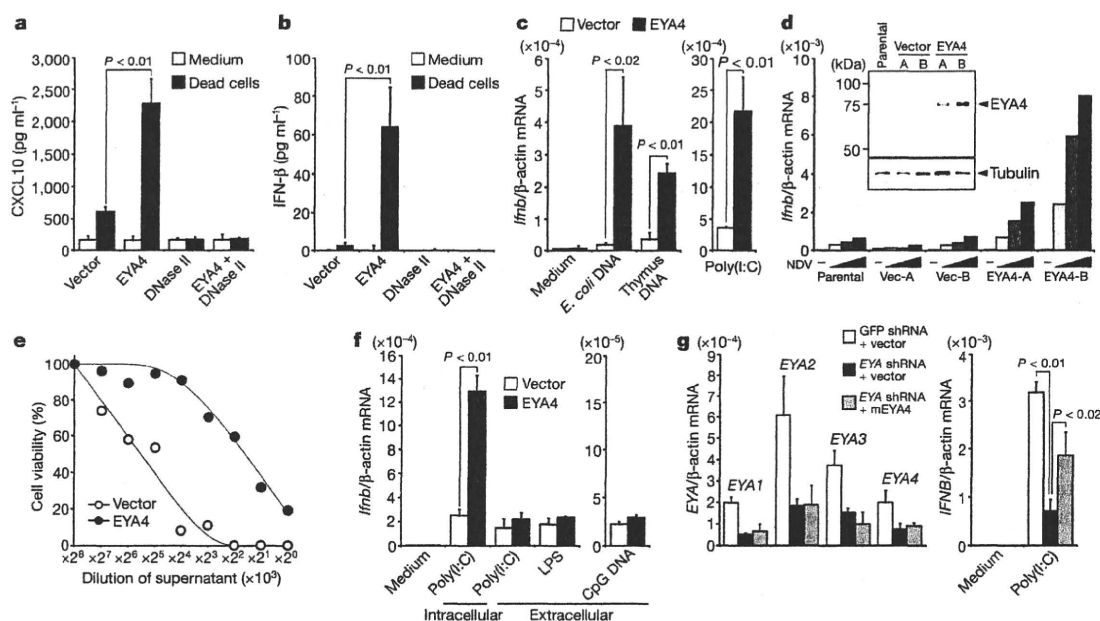 a
CXCL10 (pg ml⁻¹)
3,000
2,500
2,000
1,500
1,000
500
0
P < 0.01
Medium
Dead cells
Vector
EYA4
DNase II
EYA4 +
DNase II
b
IFN-β (pg ml⁻¹)
100
80
60
40
20
0
P < 0.01
Medium
Dead cells
Vector
EYA4
DNase II
EYA4 +
DNase II
c
Vector EYA4
(×10⁻⁴)
Ifnb/β-actin mRNA
6
5
4
3
2
1
0
P < 0.02
P < 0.01
Medium
E. coli DNA
Thymus
DNA
(×10⁻⁴)
30
25
20
15
10
5
0
P < 0.01
Poly(I:C)
d
(×10⁻³)
Ifnb/β-actin mRNA
10
8
6
4
2
0
Parental
Vector EYA4
A B A B
(kDa)
100
75
50
EYA4
Tubulin
NDV – – – – –
Parental Vec-A Vec-B EYA4-A EYA4-B
e
Cell viability (%)
100
80
60
40
20
0
Vector
EYA4
×2⁸ ×2⁷ ×2⁶ ×2⁵ ×2⁴ ×2³ ×2² ×2¹ ×2⁰
Dilution of supernatant (×10³)
f
(×10⁻⁴)
Ifnb/β-actin mRNA
16
14
12
10
8
6
4
2
0
P < 0.01
Vector
EYA4
Medium
Poly(I:C)
Poly(I:C)
LPS
(×10⁻⁵)
20
15
10
5
0
CpG DNA
Intracellular Extracellular
g
(×10⁻⁴)
EYA/β-actin mRNA
8
6
4
2
0
EYA1
EYA2
EYA3
EYA4
GFP shRNA
+ vector
EYA shRNA
+ vector
EYA shRNA
+ mEYA4
(×10⁻³)
IFNB/β-actin mRNA
4
3
2
1
0
P < 0.01
P < 0.02
Medium
Poly(I:C)